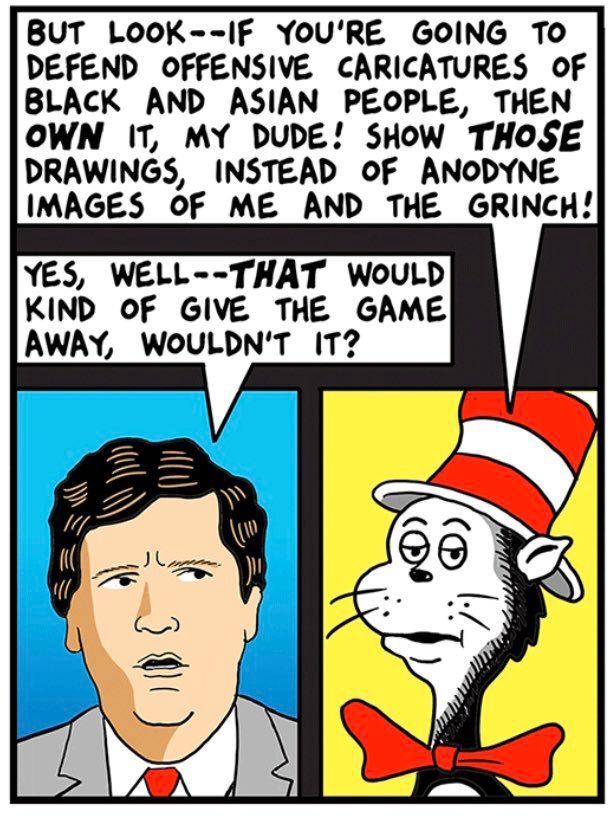 BUT LOOK--IF YOU'RE GOING TO
DEFEND OFFENSIVE CARICATURES OF
BLACK AND ASIAN PEOPLE, THEN
OWN IT, MY DUDE! SHOW THOSE
DRAWINGS, INSTEAD OF ANODYNE
IMAGES OF ME AND THE GRINCH!
YES, WELL--THAT WOULD
KIND OF GIVE THE GAME
AWAY, WOULDN'T IT?